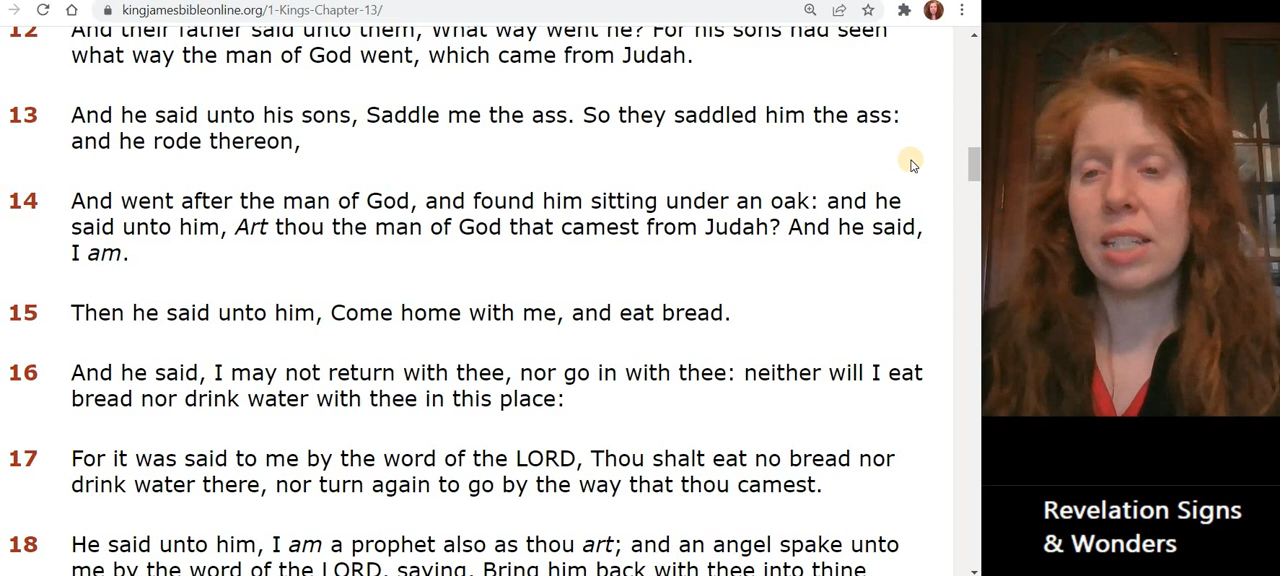 kingjamesbibleonline.org/1-Kings-Chapter-13/
12 And their father said unto them, What way went he? For his sons had seen
what way the man of God went, which came from Judah.
13 And he said unto his sons, Saddle me the ass. So they saddled him the ass:
and he rode thereon,
14 And went after the man of God, and found him sitting under an oak: and he
said unto him, Art thou the man of God that camest from Judah? And he said,
I am.
15 Then he said unto him, Come home with me, and eat bread.
16 And he said, I may not return with thee, nor go in with thee: neither will I eat
bread nor drink water with thee in this place:
17 For it was said to me by the word of the LORD, Thou shalt eat no bread nor
drink water there, nor turn again to go by the way that thou camest.
18 He said unto him, I am a prophet also as thou art; and an angel spake unto
me by the word of the LORD, saying, Bring him back with thee into thine
Revelation Signs
& Wonders